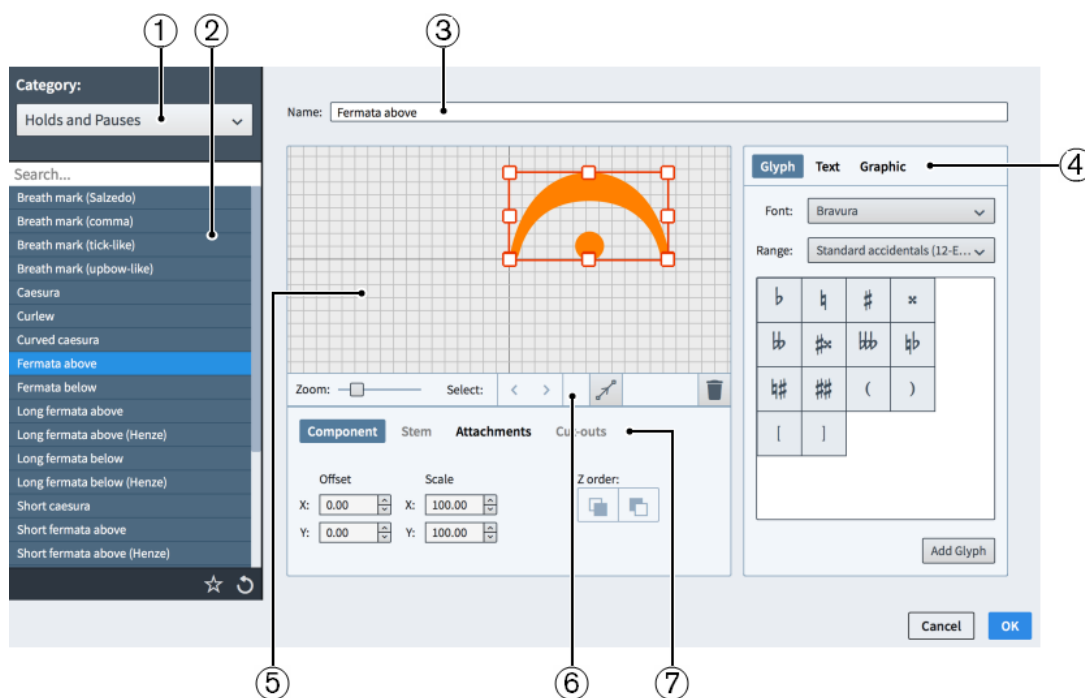 ① ② ③
Category:
Holds and Pauses
Name: Fermata above
④
Search...
Breath mark (Salzedo)
Breath mark (comma)
Breath mark (tick-like)
Breath mark (upbow-like)
Caesura
Curlew
Curved caesura
Fermata above
Fermata below
Long fermata above
Long fermata above (Henze)
Long fermata below
Long fermata below (Henze)
Short caesura
Short fermata above
Short fermata above (Henze)
Zoom: Select:
Component Stem Attachments Cut-outs
Offset Scale Z order:
X: 0.00 X: 100.00
Y: 0.00 Y: 100.00
Glyph Text Graphic
Font: Bravura
Range: Standard accidentals (12-E...
( )
[ ]
Add Glyph
Cancel OK
⑤ ⑥ ⑦